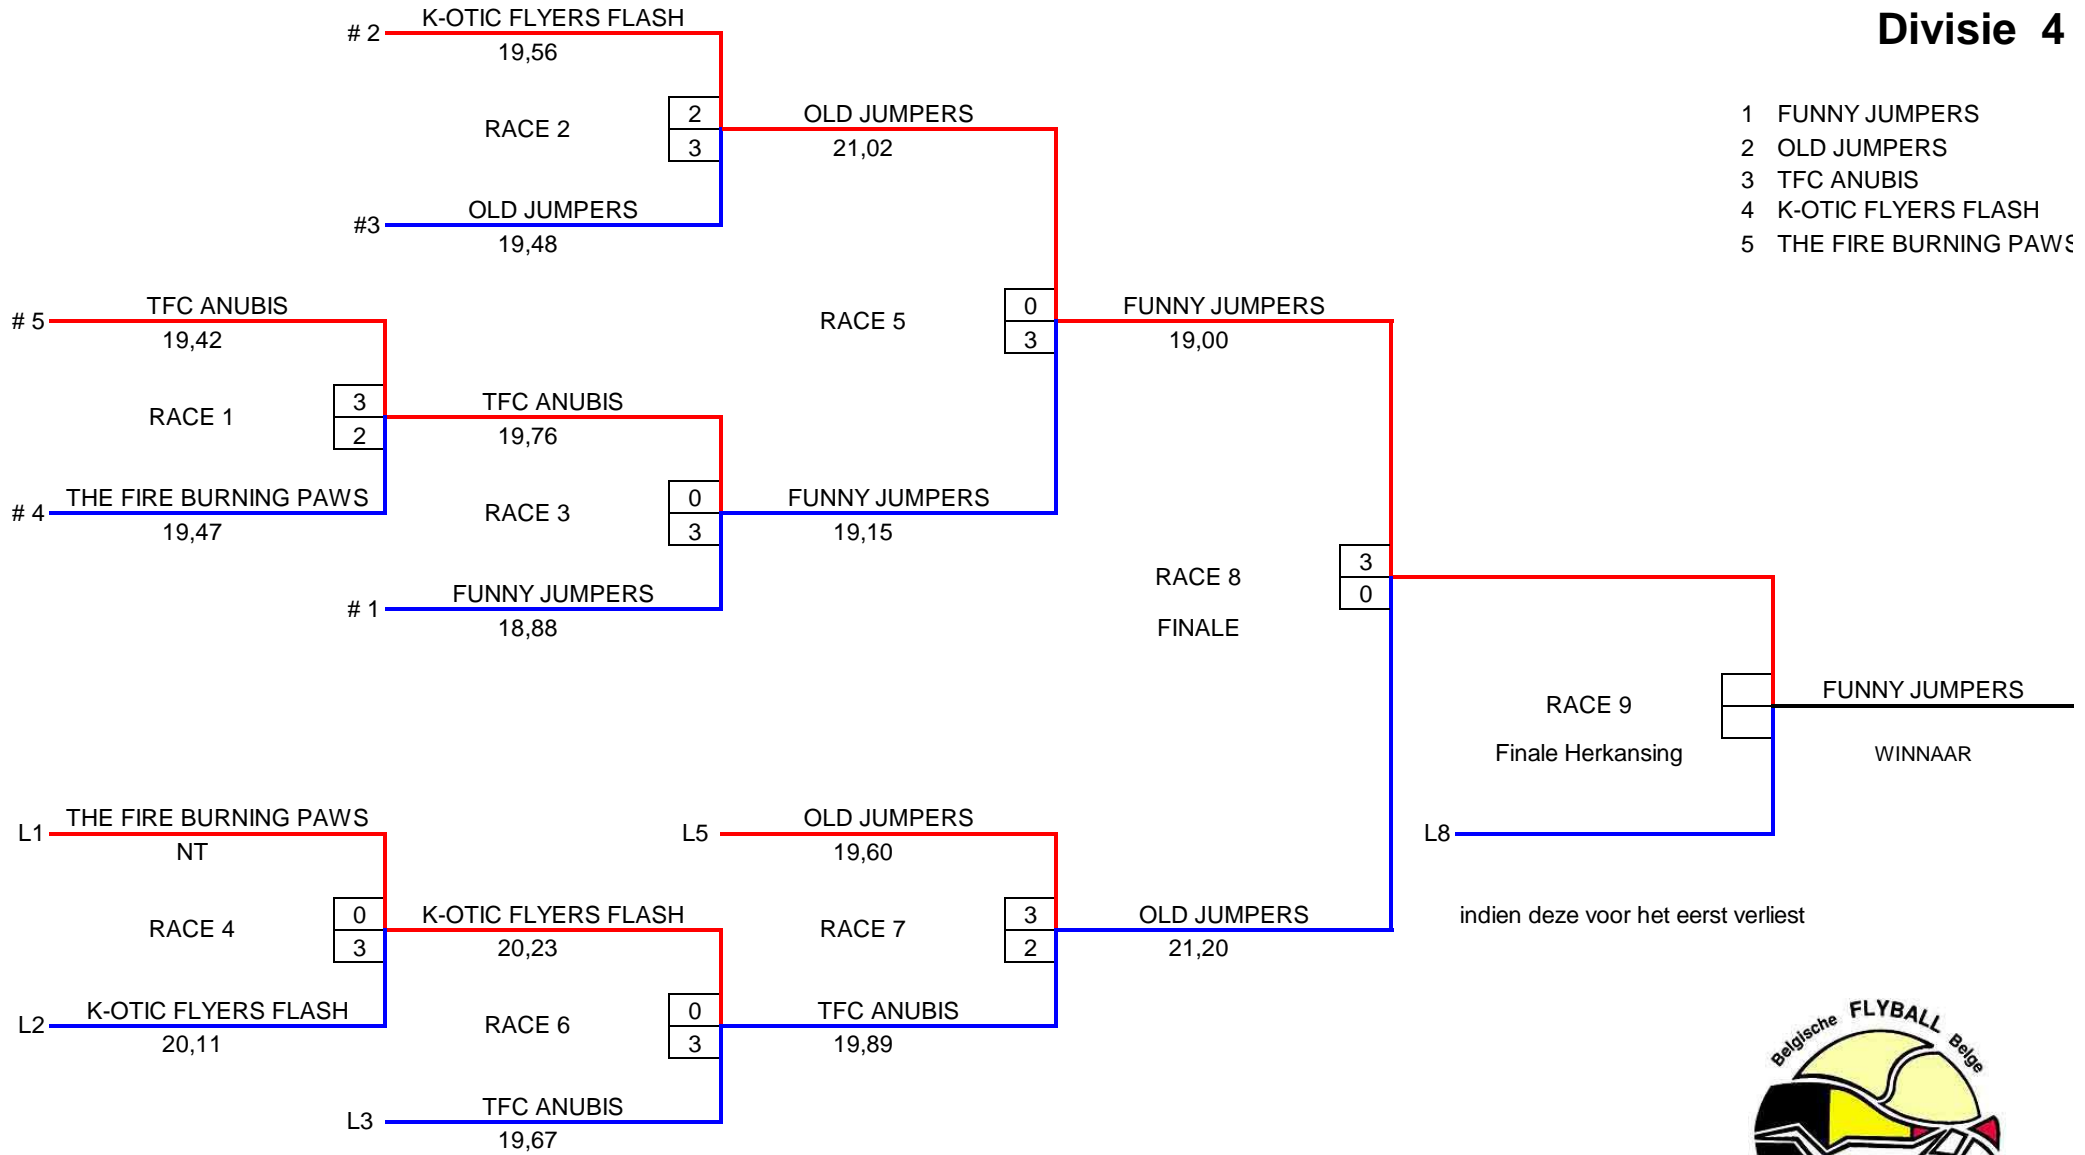 Divisie 4
K-OTIC FLYERS FLASH
# 2
19,56
RACE 2
2
3
OLD JUMPERS
21,02
#3
OLD JUMPERS
19,48
1 FUNNY JUMPERS
2 OLD JUMPERS
3 TFC ANUBIS
4 K-OTIC FLYERS FLASH
5 THE FIRE BURNING PAWS
# 5
TFC ANUBIS
19,42
RACE 1
3
2
# 4
THE FIRE BURNING PAWS
19,47
TFC ANUBIS
19,76
RACE 3
0
3
# 1
FUNNY JUMPERS
18,88
RACE 5
0
3
FUNNY JUMPERS
19,15
FUNNY JUMPERS
19,00
RACE 8
3
0
FINALE
RACE 9
Finale Herkansing
FUNNY JUMPERS
WINNAAR
L8
indien deze voor het eerst verliest
L1
THE FIRE BURNING PAWS
NT
RACE 4
0
3
L2
K-OTIC FLYERS FLASH
20,11
K-OTIC FLYERS FLASH
20,23
RACE 6
0
3
L3
TFC ANUBIS
19,67
L5
OLD JUMPERS
19,60
RACE 7
3
2
TFC ANUBIS
19,89
OLD JUMPERS
21,20
Belgische FLYBALL Belge